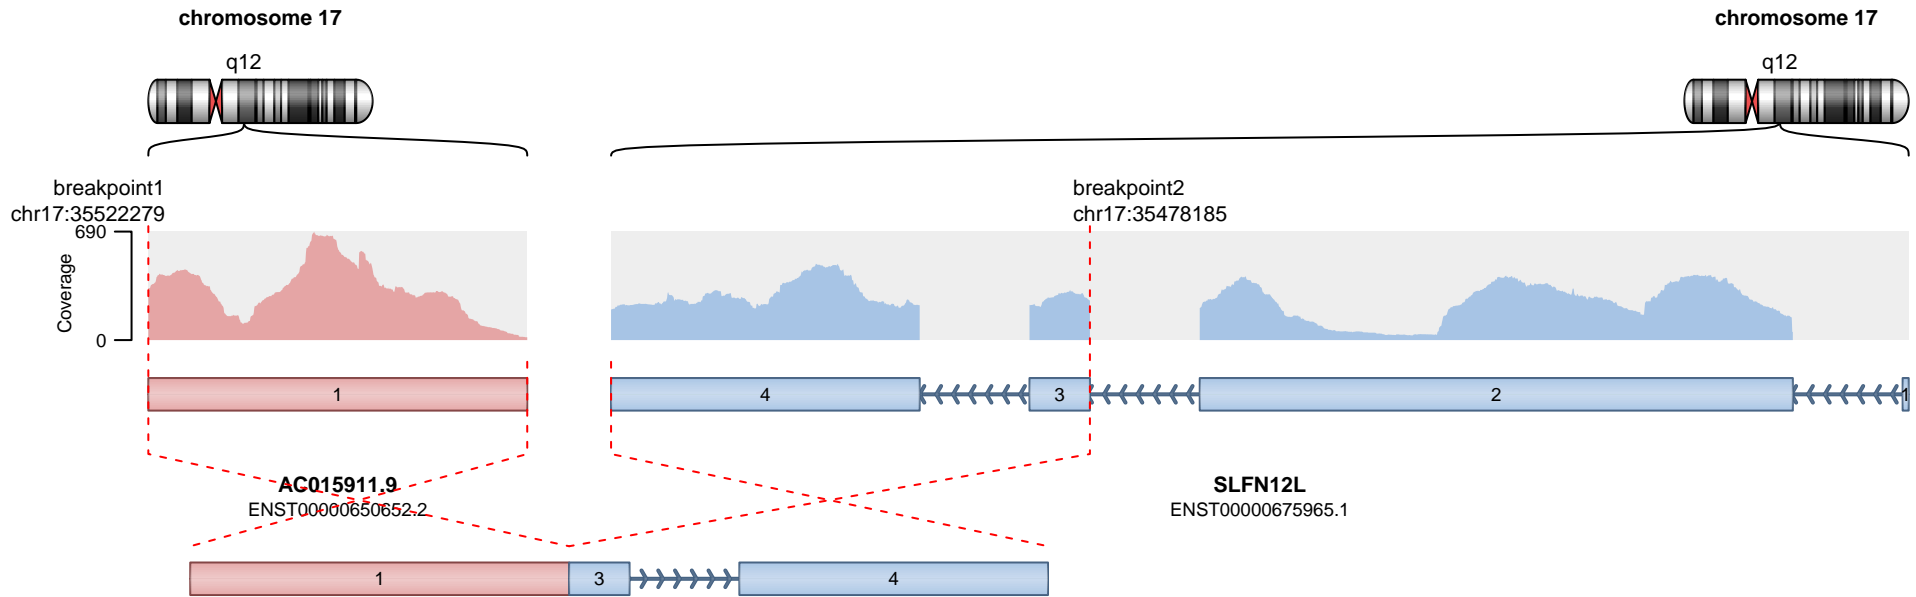 chromosome 17
chromosome 17
q12
q12
breakpoint1
chr17:35522279
breakpoint2
chr17:35478185
690
Coverage
0
1
4
3
2
1
AC015911.9
ENST00000650652.2
SLFN12L
ENST00000675965.1
1
3
4